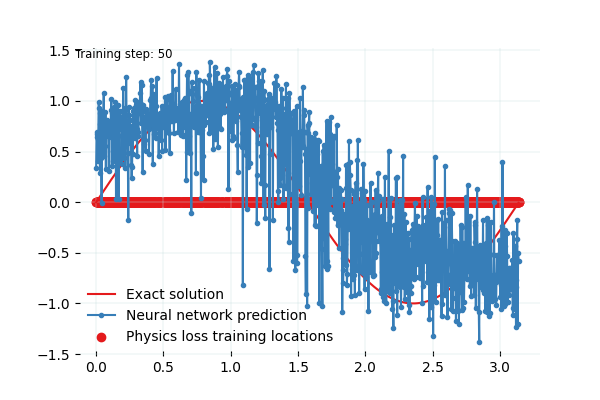 Training step: 50
1.5
1.0
0.5
0.0
−0.5
−1.0
−1.5
Exact solution
Neural network prediction
Physics loss training locations
0.0 0.5 1.0 1.5 2.0 2.5 3.0